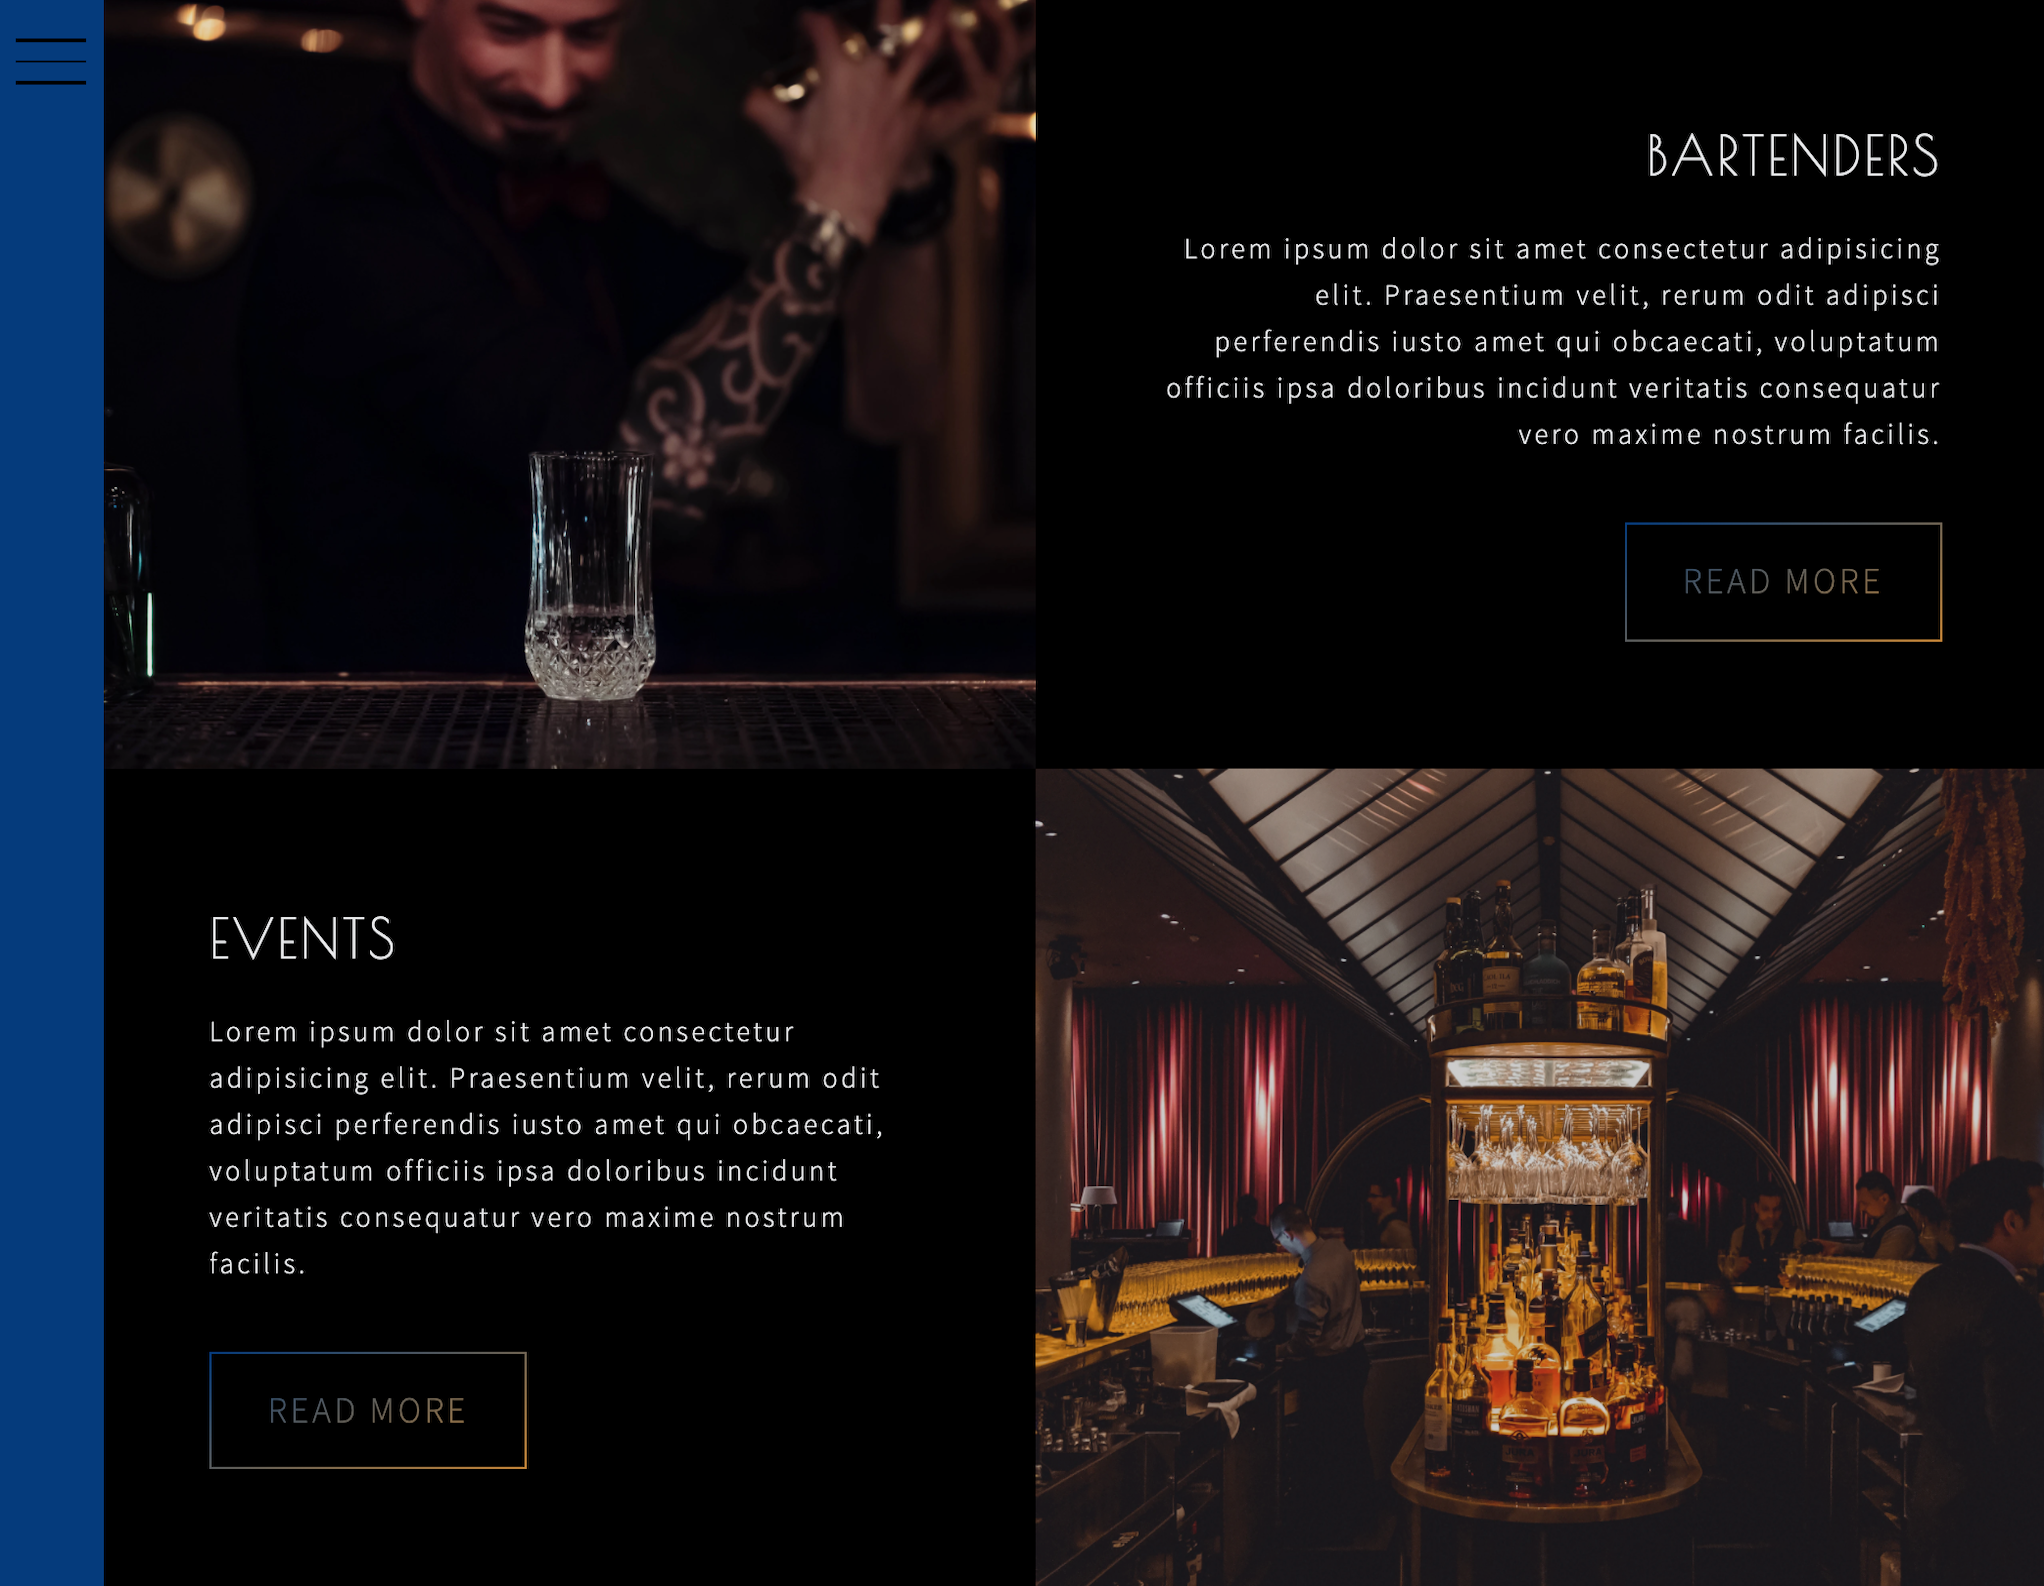 BARTENDERS
Lorem ipsum dolor sit amet consectetur adipisicing
elit. Praesentium velit, rerum odit adipisci
perferendis iusto amet qui obcaecati, voluptatum
officiis ipsa doloribus incidunt veritatis consequatur
vero maxime nostrum facilis.
READ MORE
EVENTS
Lorem ipsum dolor sit amet consectetur
adipisicing elit. Praesentium velit, rerum odit
adipisci perferendis iusto amet qui obcaecati,
voluptatum officiis ipsa doloribus incidunt
veritatis consequatur vero maxime nostrum
facilis.
READ MORE